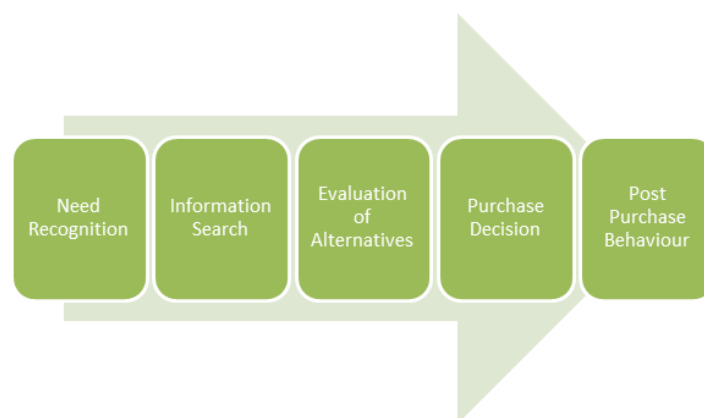 Need
Recognition
Information
Search
Evaluation
of
Alternatives
Purchase
Decision
Post
Purchase
Behaviour